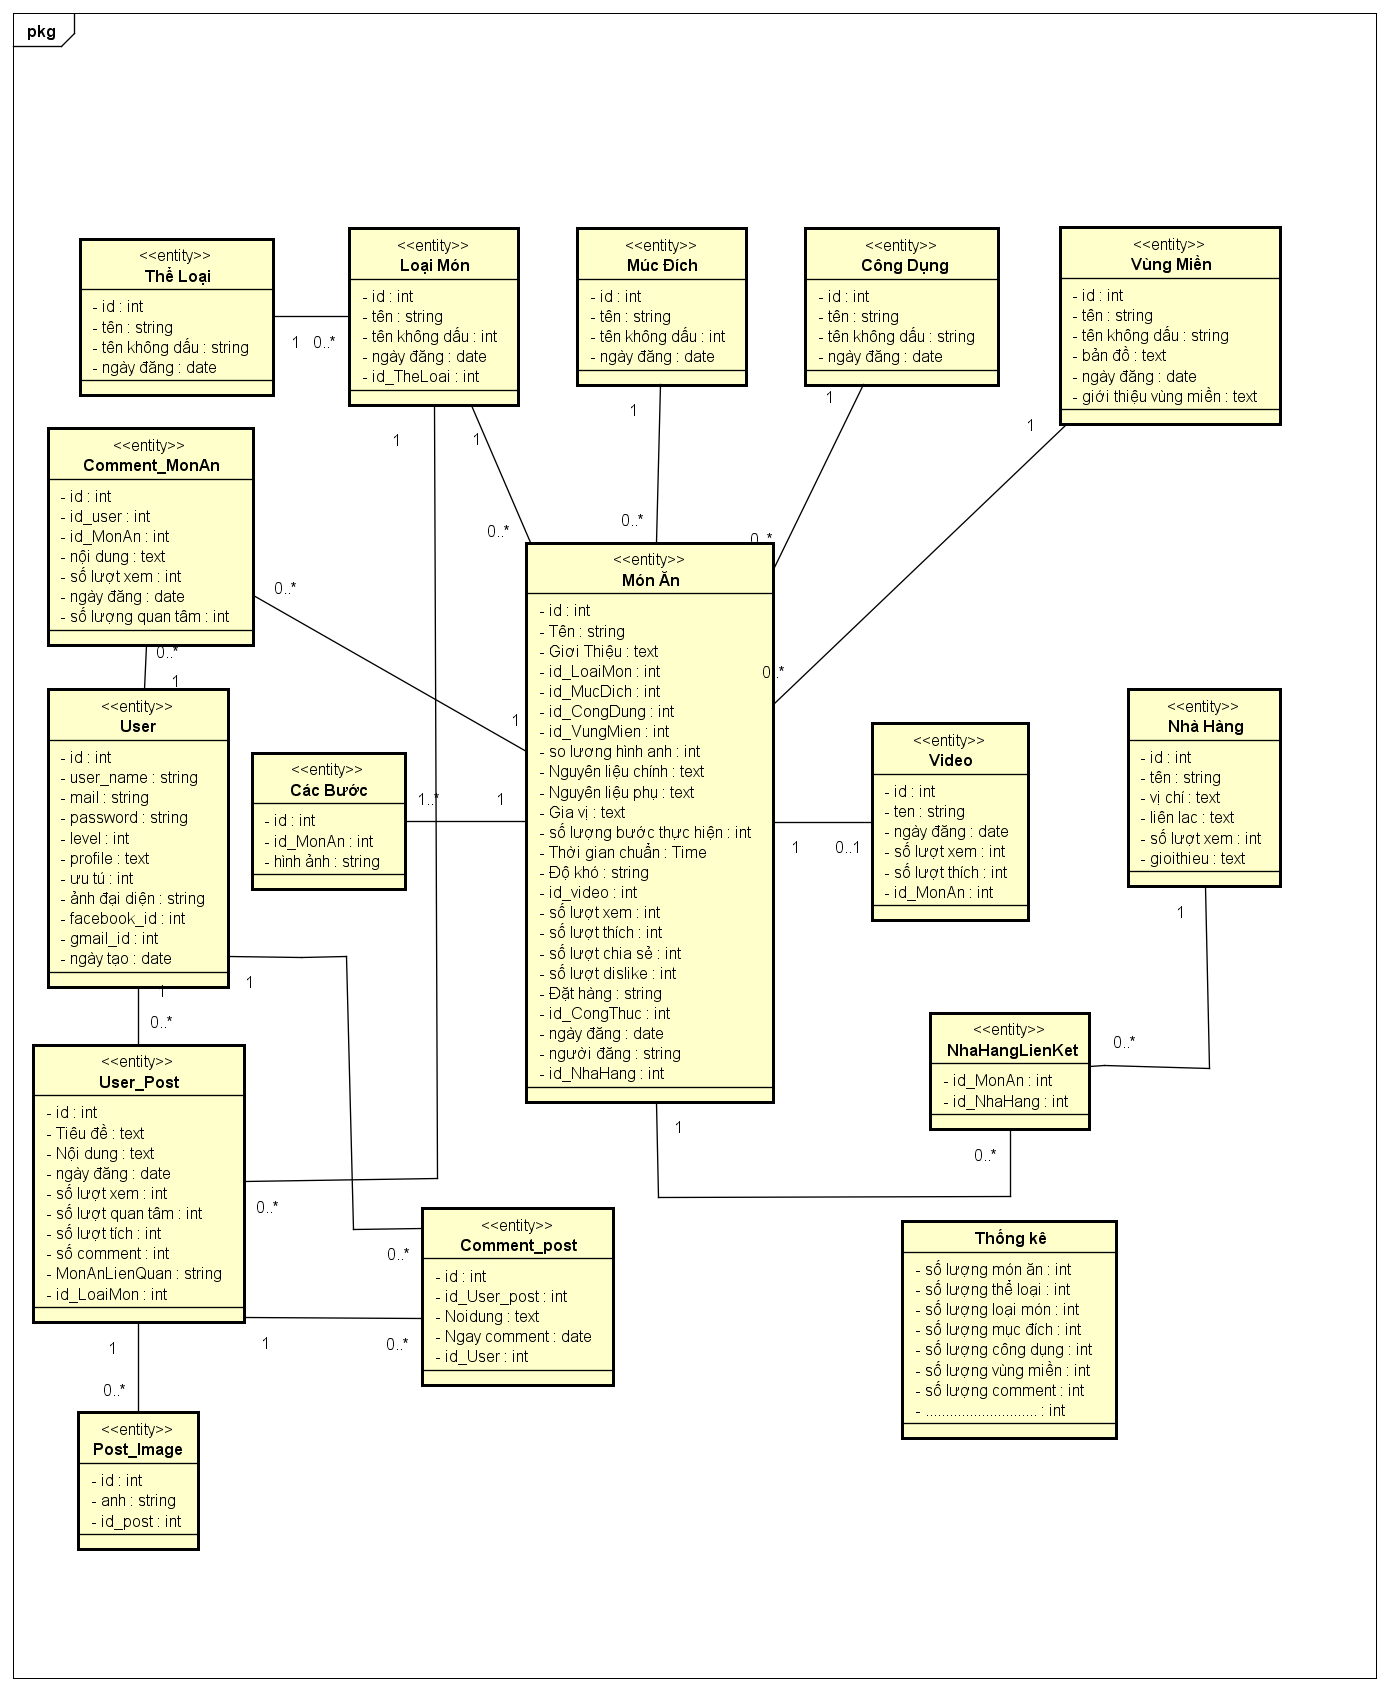 pkg
<<entity>>
Thể Loại
- id : int
- tên : string
- tên không dấu : string
- ngày đăng : date
1
0..*
<<entity>>
Loại Món
- id : int
- tên : string
- tên không dấu : int
- ngày đăng : date
- id_TheLoai : int
1
1
0..*
<<entity>>
Múc Đích
- id : int
- tên : string
- tên không dấu : int
- ngày đăng : date
1
0..*
<<entity>>
Công Dụng
- id : int
- tên : string
- tên không dấu : string
- ngày đăng : date
1
0..*
<<entity>>
Vùng Miền
- id : int
- tên : string
- tên không dấu : string
- bản đồ : text
- ngày đăng : date
- giới thiệu vùng miền : text
1
0..*
<<entity>>
Comment_MonAn
- id : int
- id_user : int
- id_MonAn : int
- nội dung : text
- số lượt xem : int
- ngày đăng : date
- số lượng quan tâm : int
0..*
1
0..*
1
<<entity>>
User
- id : int
- user_name : string
- mail : string
- password : string
- level : int
- profile : text
- ưu tú : int
- ảnh đại diện : string
- facebook_id : int
- gmail_id : int
- ngày tạo : date
1
1
0..*
<<entity>>
Các Bước
- id : int
- id_MonAn : int
- hình ảnh : string
1..*
1
<<entity>>
Món Ăn
- id : int
- Tên : string
- Giơi Thiệu : text
- id_LoaiMon : int
- id_MucDich : int
- id_CongDung : int
- id_VungMien : int
- so lương hình anh : int
- Nguyên liệu chính : text
- Nguyên liệu phụ : text
- Gia vị : text
- số lượng bước thực hiện : int
- Thời gian chuẩn : Time
- Độ khó : string
- id_video : int
- số lượt xem : int
- số lượt thích : int
- số lượt chia sẻ : int
- số lượt dislike : int
- Đặt hàng : string
- id_CongThuc : int
- ngày đăng : date
- người đăng : string
- id_NhaHang : int
1
0..1
1
<<entity>>
Video
- id : int
- ten : string
- ngày đăng : date
- số lượt xem : int
- số lượt thích : int
- id_MonAn : int
<<entity>>
Nhà Hàng
- id : int
- tên : string
- vị chí : text
- liên lac : text
- số lượt xem : int
- gioithieu : text
1
0..*
<<entity>>
NhaHangLienKet
- id_MonAn : int
- id_NhaHang : int
0..*
<<entity>>
User_Post
- id : int
- Tiêu đề : text
- Nội dung : text
- ngày đăng : date
- số lượt xem : int
- số lượt quan tâm : int
- số lượt tích : int
- số comment : int
- MonAnLienQuan : string
- id_LoaiMon : int
0..*
0..*
1
0..*
1
0..*
<<entity>>
Comment_post
- id : int
- id_User_post : int
- Noidung : text
- Ngay comment : date
- id_User : int
Thống kê
- số lượng món ăn : int
- số lượng thể loại : int
- số lượng loại món : int
- số lượng mục đích : int
- số lượng công dụng : int
- số lượng vùng miền : int
- số lượng comment : int
- ............................ : int
<<entity>>
Post_Image
- id : int
- anh : string
- id_post : int